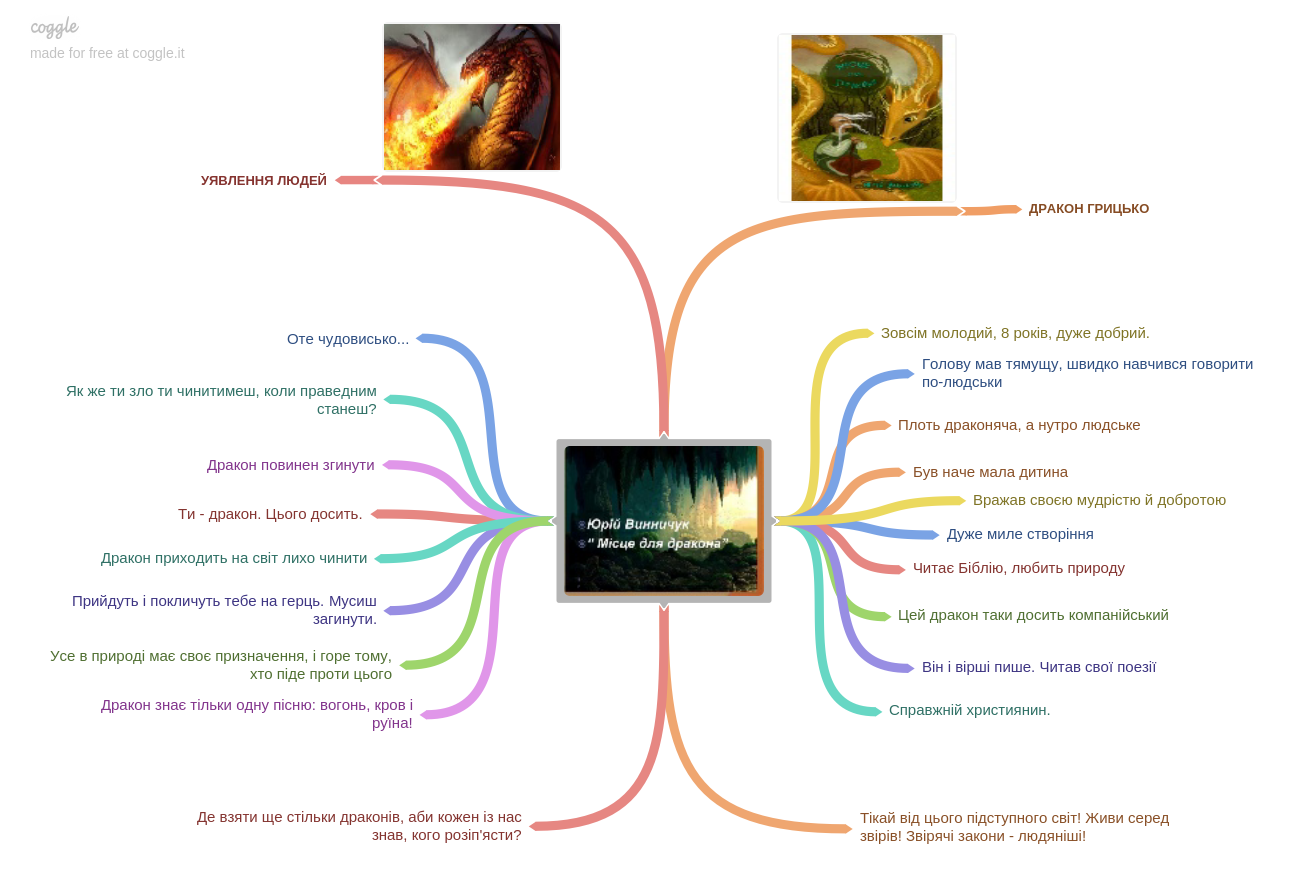 coggle
made for free at coggle.it
УЯВЛЕННЯ ЛЮДЕЙ
ДРАКОН ГРИЦЬКО
Оте чудовисько...
Як же ти зло ти чинитимеш, коли праведним
станеш?
Дракон повинен згинути
Ти - дракон. Цього досить.
Дракон приходить на світ лихо чинити
Прийдуть і покличуть тебе на герць. Мусиш
загинути.
Усе в природі має своє призначення, і горе тому,
хто піде проти цього
Дракон знає тільки одну пісню: вогонь, кров і
руїна!
Юрій Винничук
“ Місце для дракона”
Зовсім молодий, 8 років, дуже добрий.
Голову мав тямущу, швидко навчився говорити
по-людськи
Плоть драконяча, а нутро людське
Був наче мала дитина
Вражав своєю мудрістю й добротою
Дуже миле створіння
Читає Біблію, любить природу
Цей дракон таки досить компанійський
Він і вірші пише. Читав свої поезії
Справжній християнин.
Де взяти ще стільки драконів, аби кожен із нас
знав, кого розіп'ясти?
Тікай від цього підступного світ! Живи серед
звірів! Звірячі закони - людяніші!